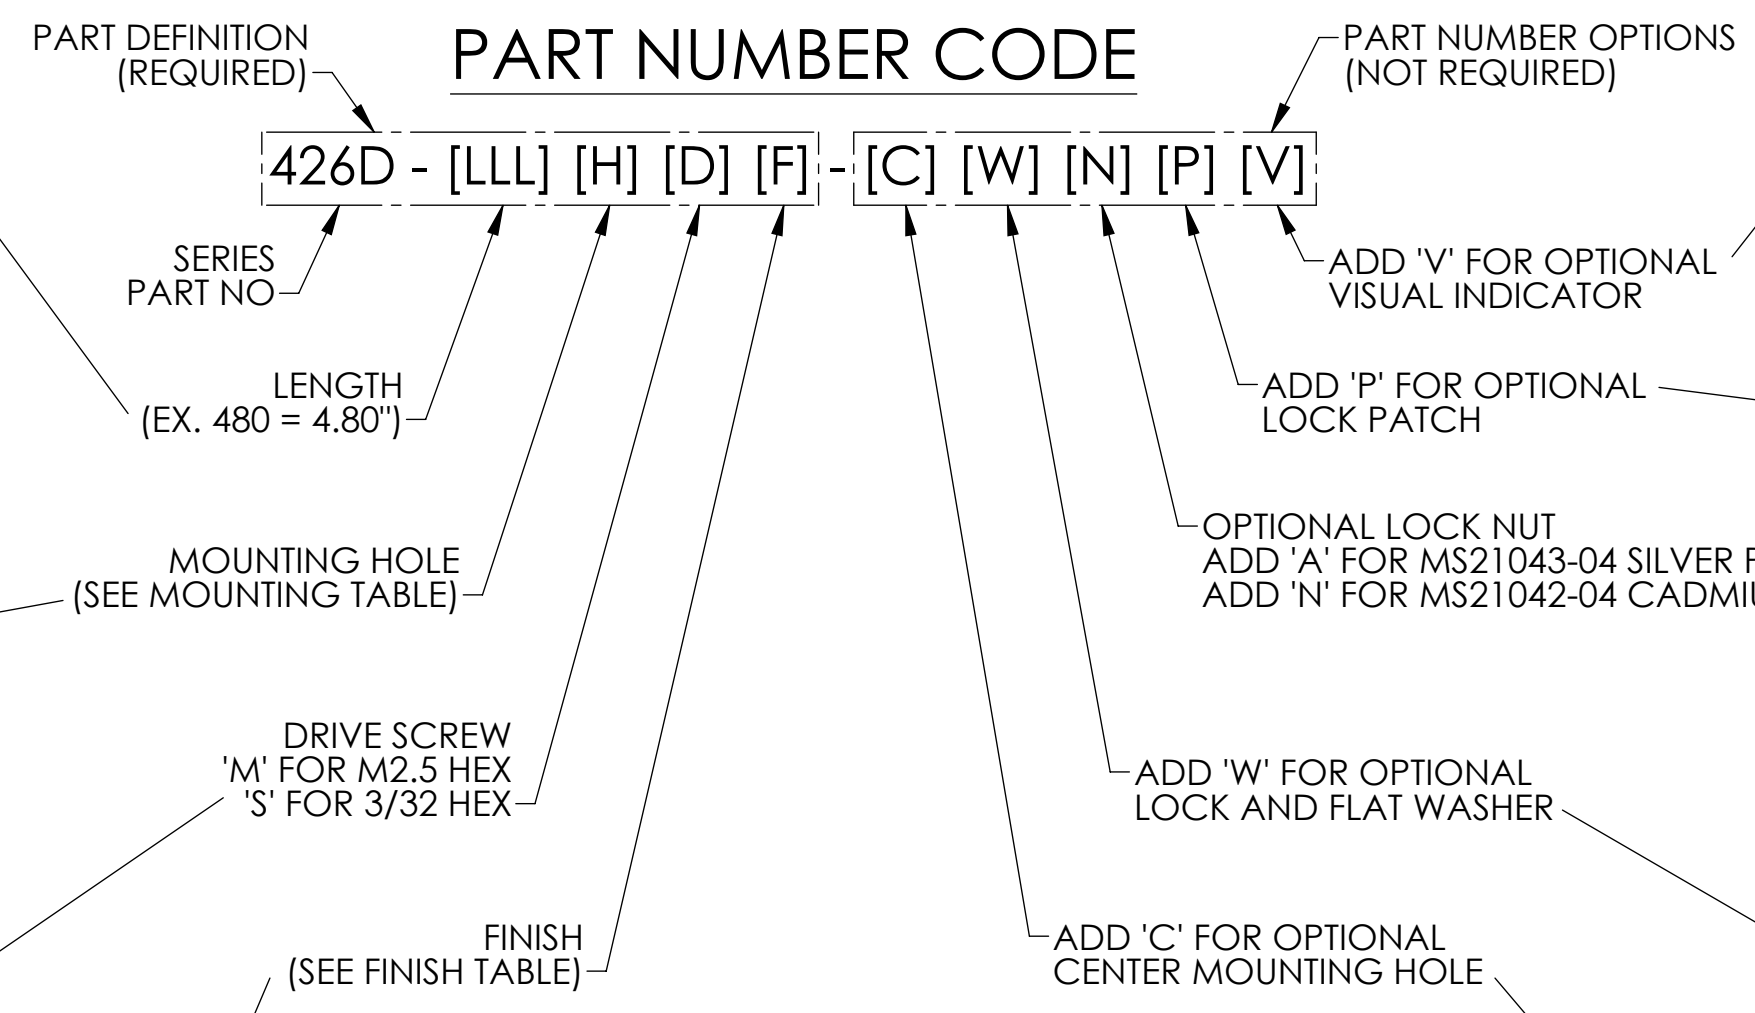 PART NUMBER CODE
PART DEFINITION
(REQUIRED)
PART NUMBER OPTIONS
(NOT REQUIRED)
426D - [LLL] [H] [D] [F] - [C] [W] [N] [P] [V]
SERIES
PART NO
LENGTH
(EX. 480 = 4.80")
MOUNTING HOLE
(SEE MOUNTING TABLE)
DRIVE SCREW
'M' FOR M2.5 HEX
'S' FOR 3/32 HEX
FINISH
(SEE FINISH TABLE)
ADD 'V' FOR OPTIONAL
VISUAL INDICATOR
ADD 'P' FOR OPTIONAL
LOCK PATCH
OPTIONAL LOCK NUT
ADD 'A' FOR MS21043-04 SILVER
ADD 'N' FOR MS21042-04
ADD 'W' FOR OPTIONAL
LOCK AND FLAT WASHER
ADD 'C' FOR OPTIONAL
CENTER MOUNTING HOLE